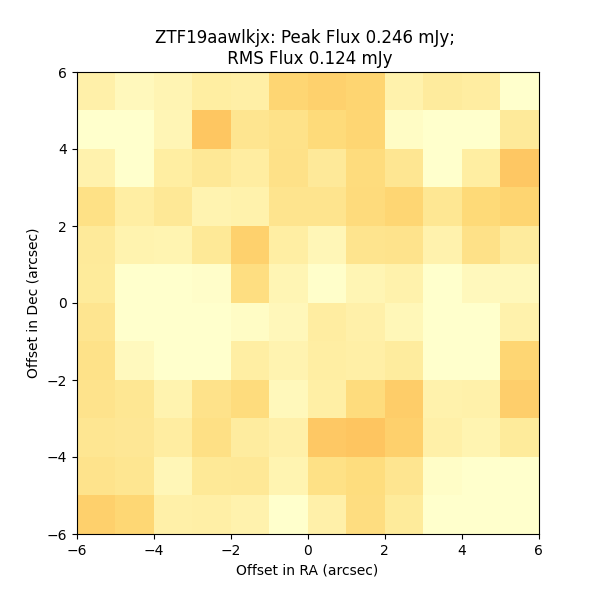 ZTF19aawlkjx: Peak Flux 0.246 mJy;
RMS Flux 0.124 mJy
6
4
2
0
−2
−4
−6
Offset in Dec (arcsec)
−6 −4 −2 0 2 4 6
Offset in RA (arcsec)